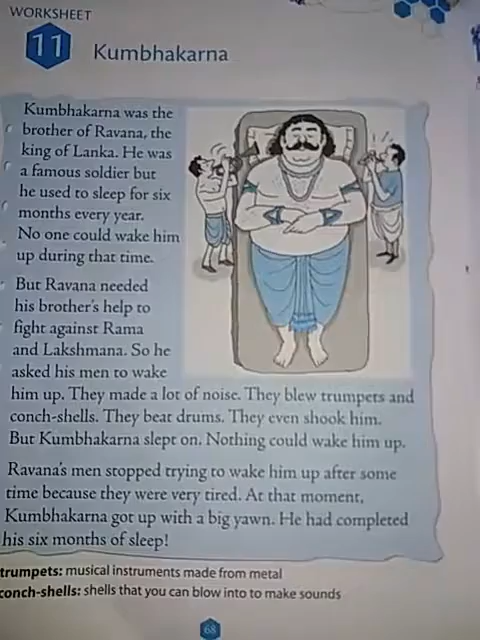 WORKSHEET
11 Kumbhakarna
Kumbhakarna was the
brother of Ravana, the
king of Lanka. He was
a famous soldier but
he used to sleep for six
months every year.
No one could wake him
up during that time.
But Ravana needed
his brother's help to
fight against Rama
and Lakshmana. So he
asked his men to wake
him up. They made a lot of noise. They blew trumpets and
conch-shells. They beat drums. They even shook him.
But Kumbhakarna slept on. Nothing could wake him up.
Ravana's men stopped trying to wake him up after some
time because they were very tired. At that moment,
Kumbhakarna got up with a big yawn. He had completed
his six months of sleep!
trumpets: musical instruments made from metal
conch-shells: shells that you can blow into to make sounds
68